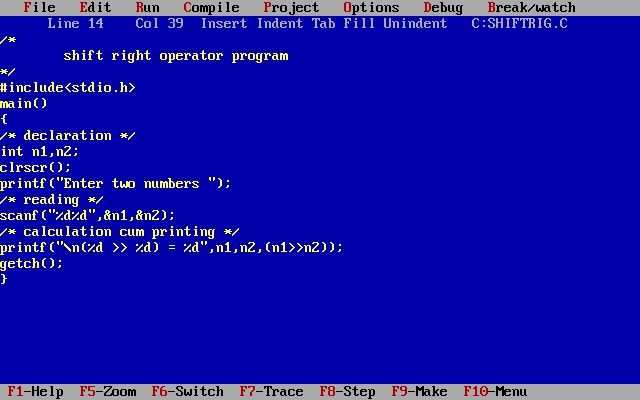 File Edit Run Compile Project Options Debug Break/watch
Line 14 Col 39 Insert Indent Tab Fill Unindent C:SHIFTRIG.C
/*
shift right operator program
*/
#include<stdio.h>
main()
{
/* declaration */
int n1,n2;
clrscr();
printf("Enter two numbers ");
/* reading */
scanf("%d%d",&n1,&n2);
/* calculation cum printing */
printf("\n(%d >> %d) = %d",n1,n2,(n1>>n2));
getch();
}
F1-Help F5-Zoom F6-Switch F7-Trace F8-Step F9-Make F10-Menu